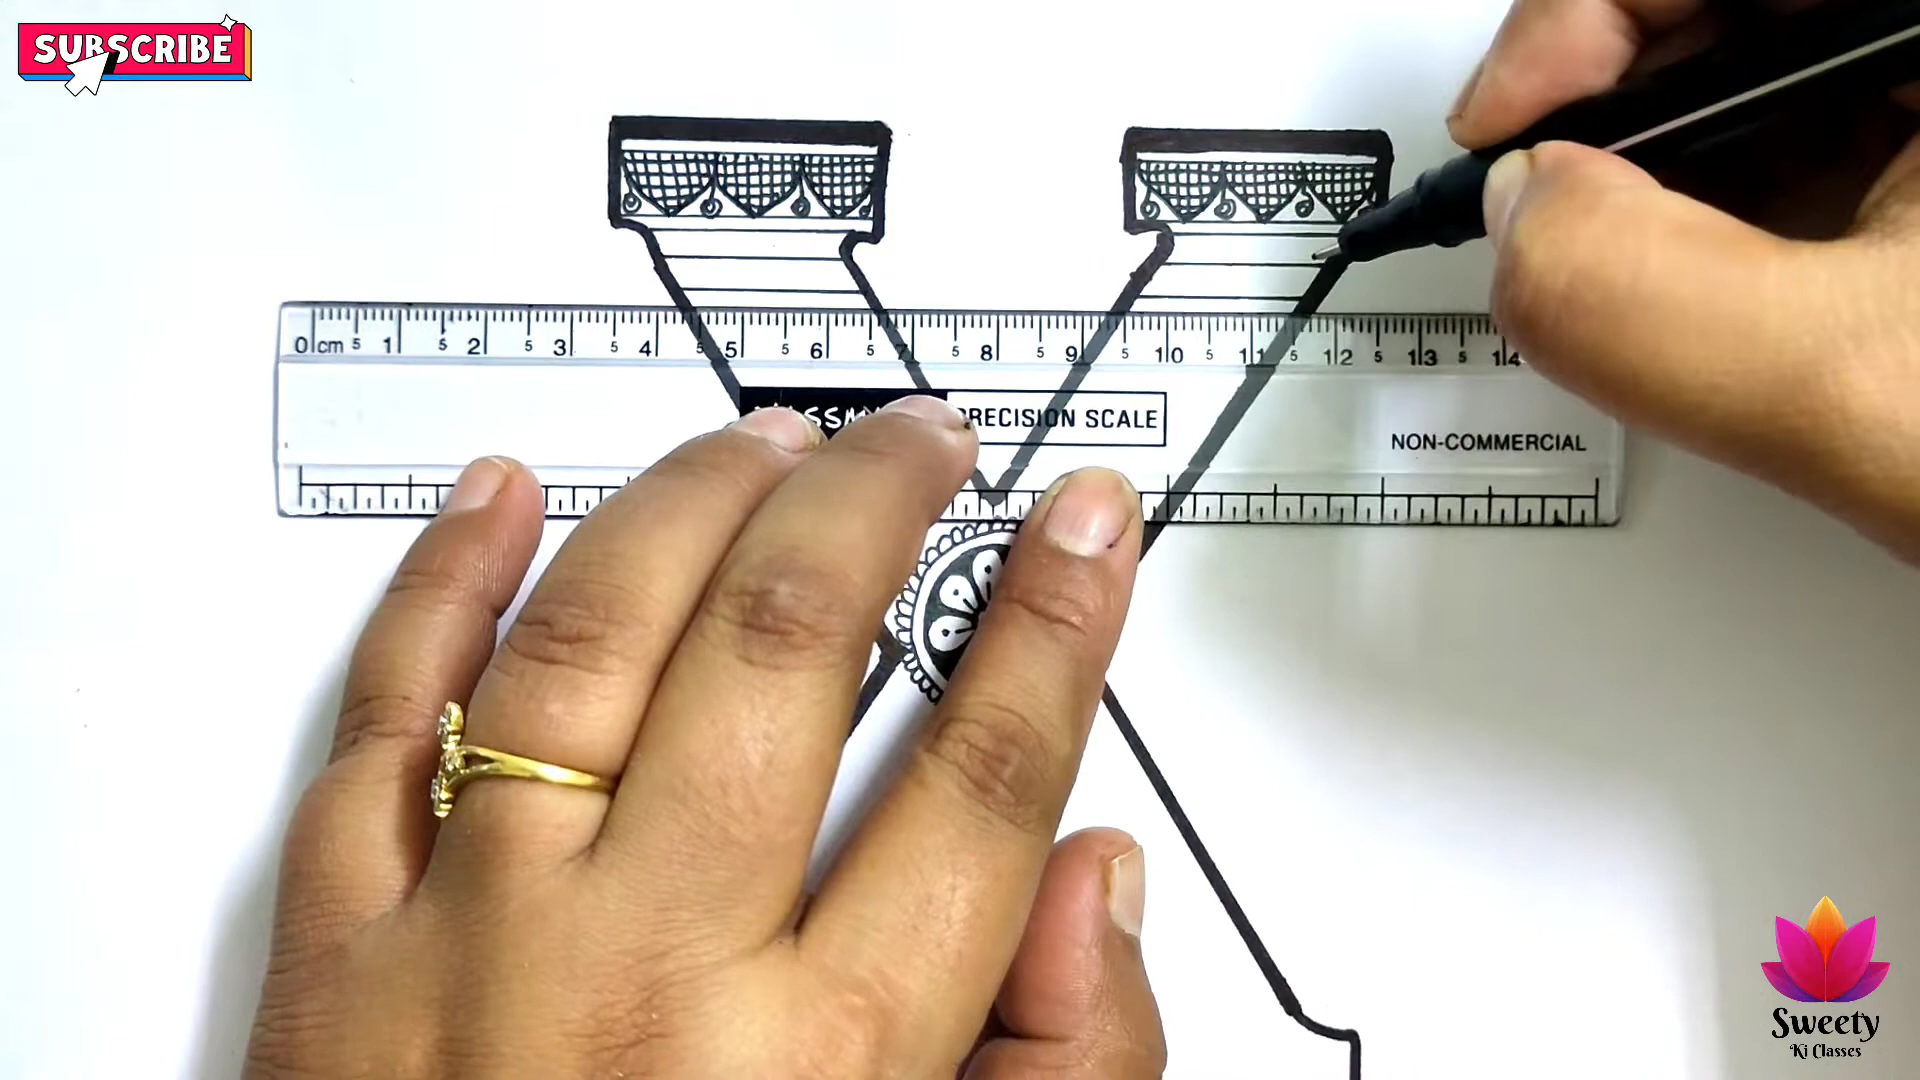 SUBSCRIBE
0 cm 5 1 5 2 5 3 5 4 5 5 5 6 5 7 5 8 5 9 5 10 5 11 5 12 5 13 5 14
PRECISION SCALE
NON-COMMERCIAL
Sweety
Ki Classes